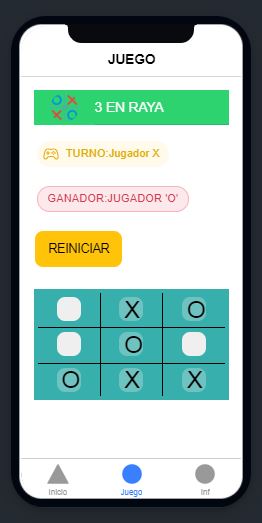 JUEGO
3 EN RAYA
TURNO:Jugador X
GANADOR:JUGADOR 'O'
REINICIAR
X O
O
O X X
Inicio Juego Inf